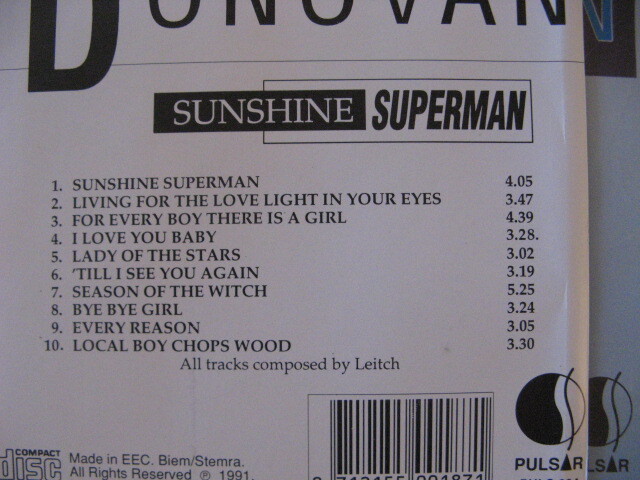 DONOVAN
SUNSHINE SUPERMAN
1. SUNSHINE SUPERMAN 4.05
2. LIVING FOR THE LOVE LIGHT IN YOUR EYES 3.47
3. FOR EVERY BOY THERE IS A GIRL 4.39
4. I LOVE YOU BABY 3.28.
5. LADY OF THE STARS 3.02
6. 'TILL I SEE YOU AGAIN 3.19
7. SEASON OF THE WITCH 5.25
8. BYE BYE GIRL 3.24
9. EVERY REASON 3.05
10. LOCAL BOY CHOPS WOOD 3.30
All tracks composed by Leitch
COMPACT
disc
Made in EEC. Biem/Stemra.
All Rights Reserved ℗ 1991.
PULSAR
LSAR